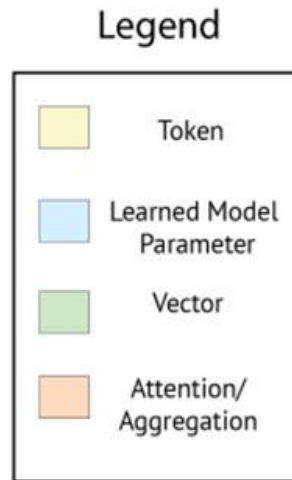 Legend
Token
Learned Model
Parameter
Vector
Attention/
Aggregation